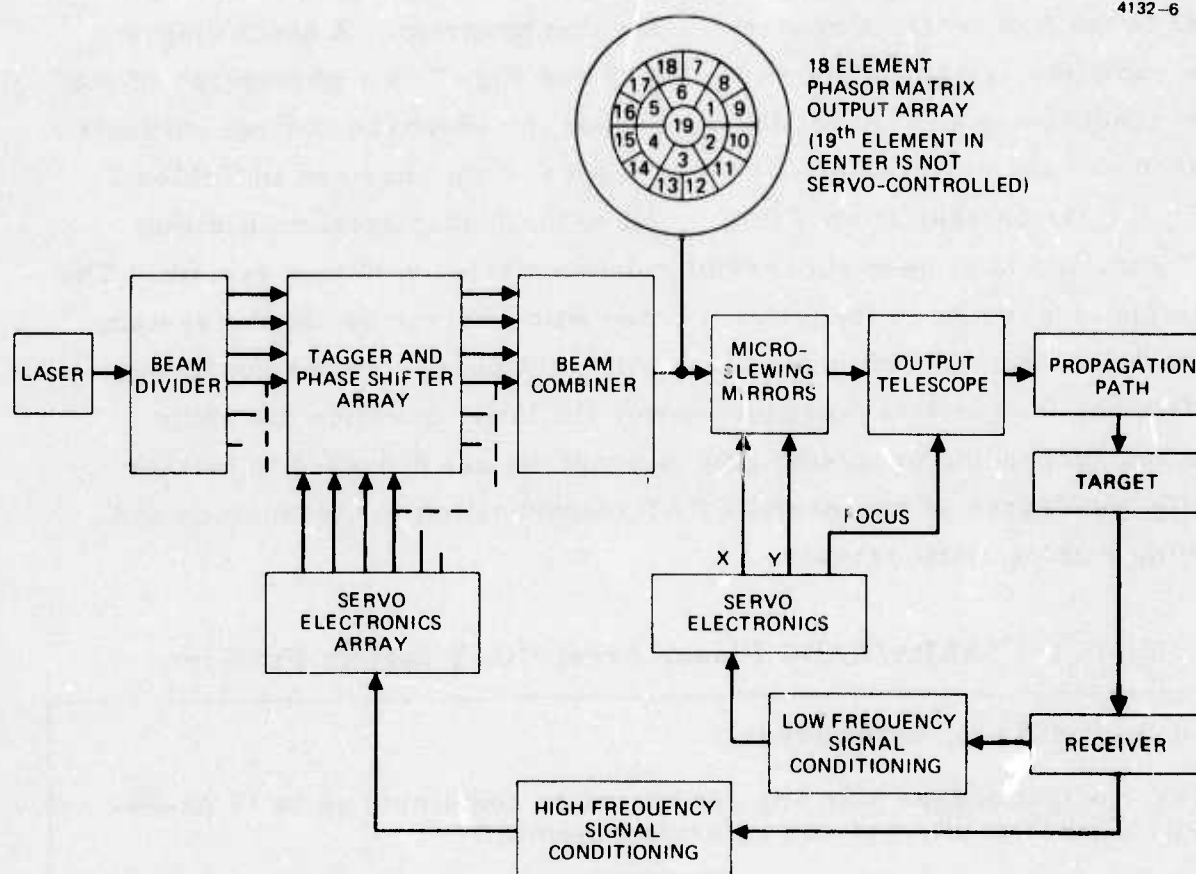 4132-6
18 ELEMENT
PHASOR MATRIX
OUTPUT ARRAY
(19th ELEMENT IN
CENTER IS NOT
SERVO-CONTROLLED)
18 7
17 6 8
16 5 1 9
19
15 4 2 10
14 3 11
13 12
LASER
BEAM
DIVIDER
TAGGER AND
PHASE SHIFTER
ARRAY
BEAM
COMBINER
MICRO-
SLEWING
MIRRORS
OUTPUT
TELESCOPE
PROPAGATION
PATH
TARGET
FOCUS
X Y
SERVO
ELECTRONICS
ARRAY
SERVO
ELECTRONICS
LOW FREQUENCY
SIGNAL
CONDITIONING
RECEIVER
HIGH FREQUENCY
SIGNAL
CONDITIONING